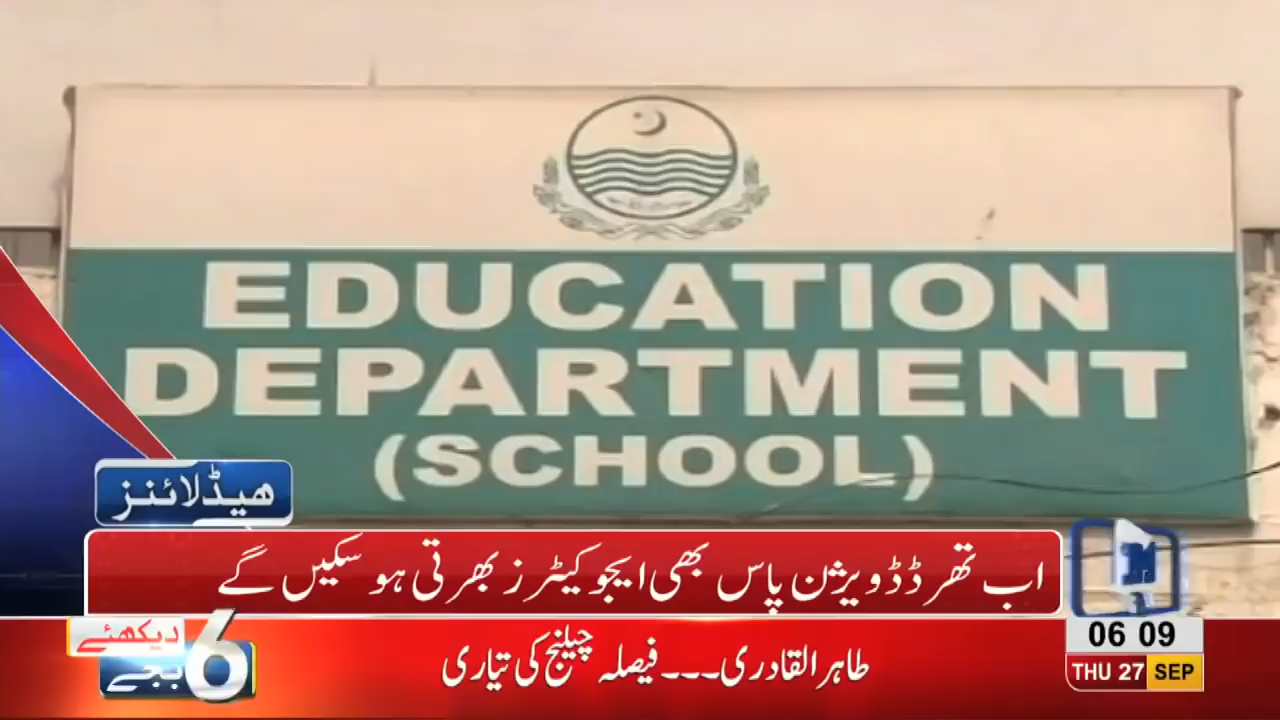 EDUCATION
DEPARTMENT
(SCHOOL)
ھیڈلائنز
اب تھرڈ ڈویژن پاس بھی ایجوکیٹرز بھرتی ہو سکیں گے
دیکھئے
6
بجے
طاہر القادری۔۔۔ فیصلہ چیلنج کی تیاری
06 09
THU 27 SEP